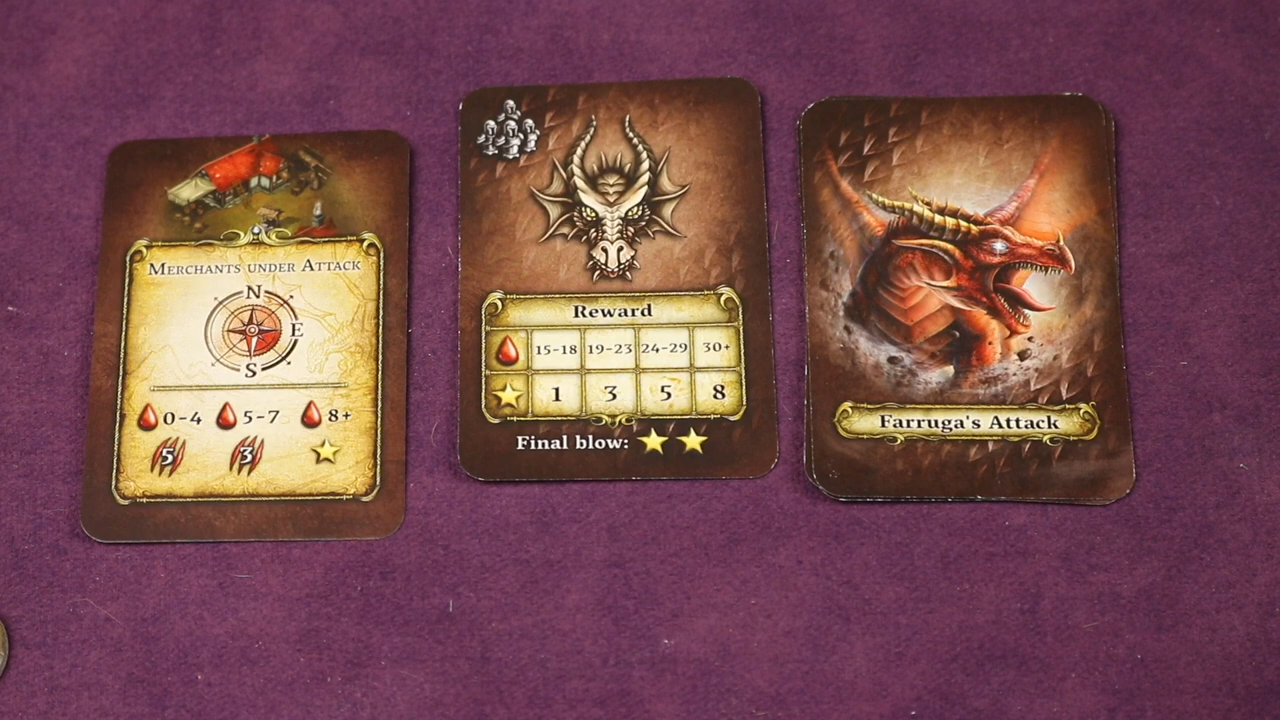 MERCHANTS UNDER ATTACK
N
E
S
0-4 5-7 8+
5 3
Reward
15-18 19-23 24-29 30+
1 3 5 8
Final blow:
Farruga's Attack